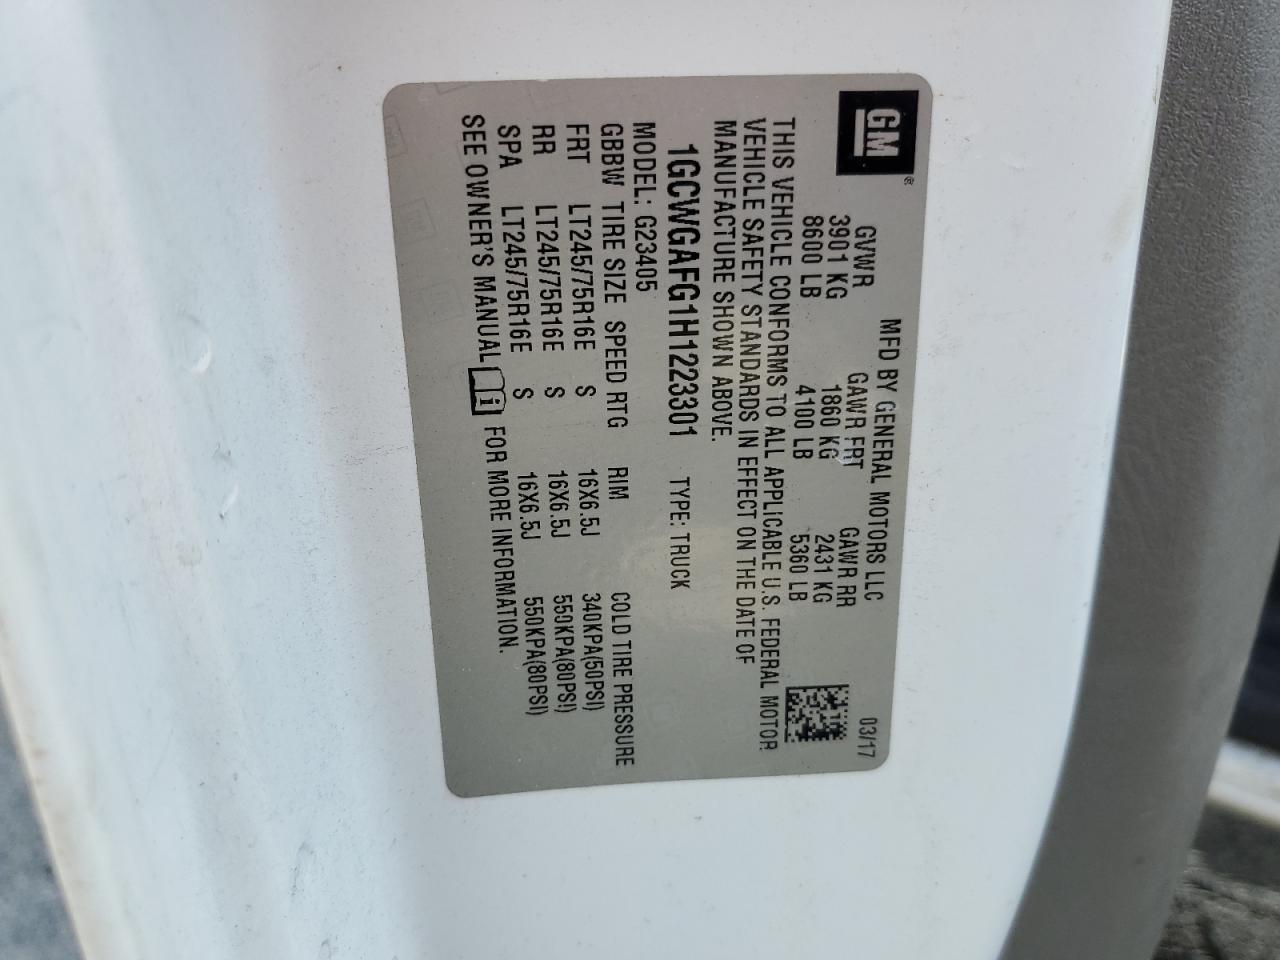 GM®
MFD BY GENERAL MOTORS LLC 03/17
GVWR GAWR FRT GAWR RR
3901 KG 1860 KG 2431 KG
8600 LB 4100 LB 5360 LB
THIS VEHICLE CONFORMS TO ALL APPLICABLE U.S. FEDERAL MOTOR
VEHICLE SAFETY STANDARDS IN EFFECT ON THE DATE OF
MANUFACTURE SHOWN ABOVE.
1GCWGAFG1H1223301 TYPE: TRUCK
MODEL: G23405
GBBW TIRE SIZE SPEED RTG RIM COLD TIRE PRESSURE
FRT LT245/75R16E S 16X6.5J 340KPA(50PSI)
RR LT245/75R16E S 16X6.5J 550KPA(80PSI)
SPA LT245/75R16E S 16X6.5J 550KPA(80PSI)
SEE OWNER'S MANUAL i FOR MORE INFORMATION.